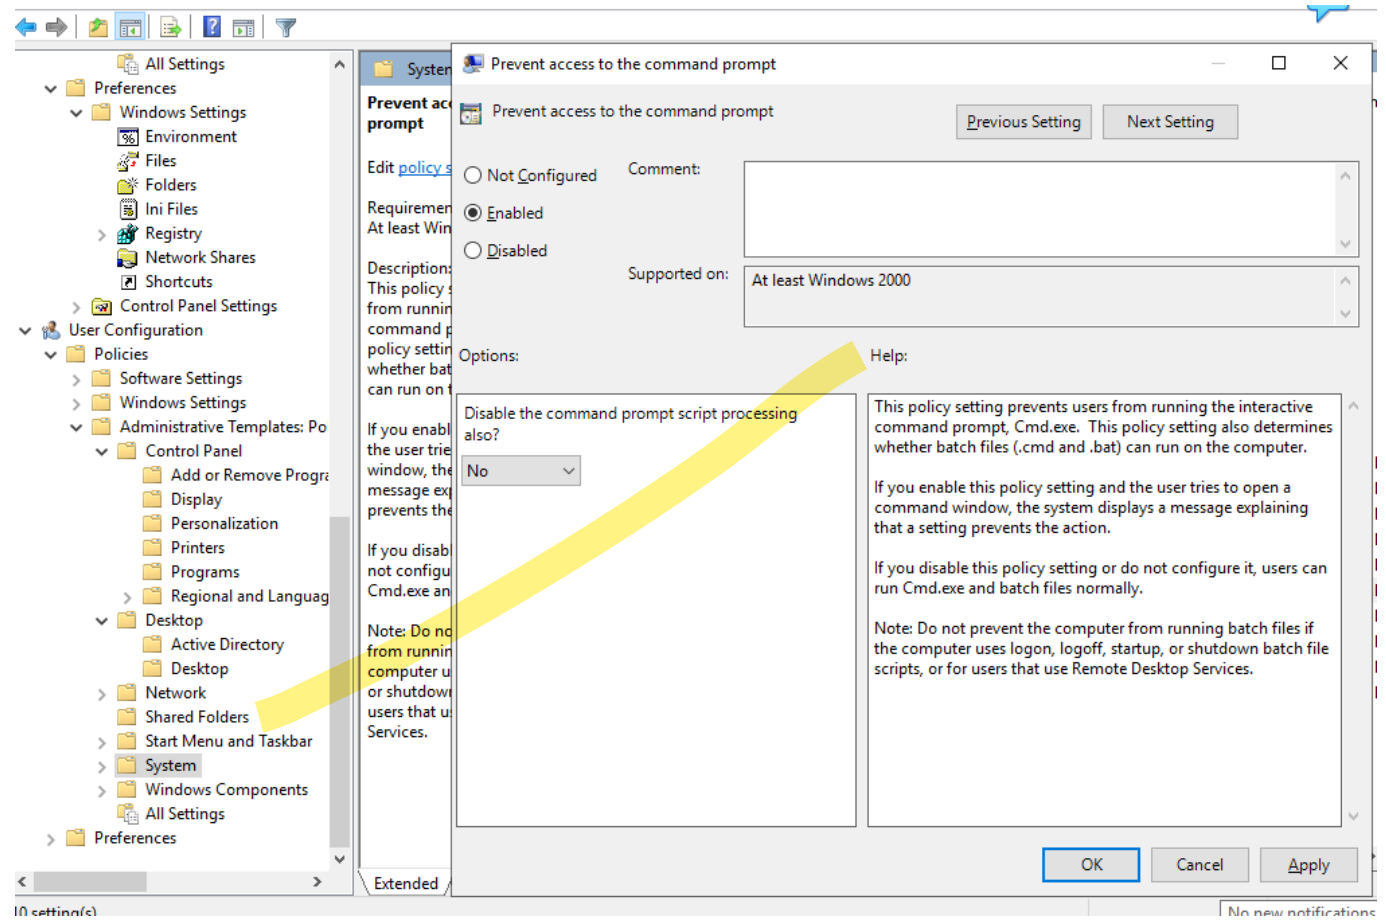 All Settings
Preferences
Windows Settings
Environment
Files
Folders
Ini Files
Registry
Network Shares
Shortcuts
Control Panel Settings
User Configuration
Policies
Software Settings
Windows Settings
Administrative Templates: Po
Control Panel
Add or Remove Progra
Display
Personalization
Printers
Programs
Regional and Languag
Desktop
Active Directory
Desktop
Network
Shared Folders
Start Menu and Taskbar
System
Windows Components
All Settings
Preferences
10 setting(s)
System
Prevent acc
prompt
Edit policy s
Requiremen
At least Win
Description:
This policy s
from runnin
command p
policy settin
whether bat
can run on t
If you enabl
the user trie
window, the
message exp
prevents the
If you disabl
not configu
Cmd.exe an
Note: Do no
from runnin
computer u
or shutdown
users that us
Services.
Extended
Prevent access to the command prompt
Prevent access to the command prompt
Previous Setting
Next Setting
Not Configured
Enabled
Disabled
Comment:
Supported on:
At least Windows 2000
Options:
Help:
Disable the command prompt script processing
also?
No
This policy setting prevents users from running the interactive
command prompt, Cmd.exe.  This policy setting also determines
whether batch files (.cmd and .bat) can run on the computer.
If you enable this policy setting and the user tries to open a
command window, the system displays a message explaining
that a setting prevents the action.
If you disable this policy setting or do not configure it, users can
run Cmd.exe and batch files normally.
Note: Do not prevent the computer from running batch files if
the computer uses logon, logoff, startup, or shutdown batch file
scripts, or for users that use Remote Desktop Services.
OK
Cancel
Apply
No new notifications